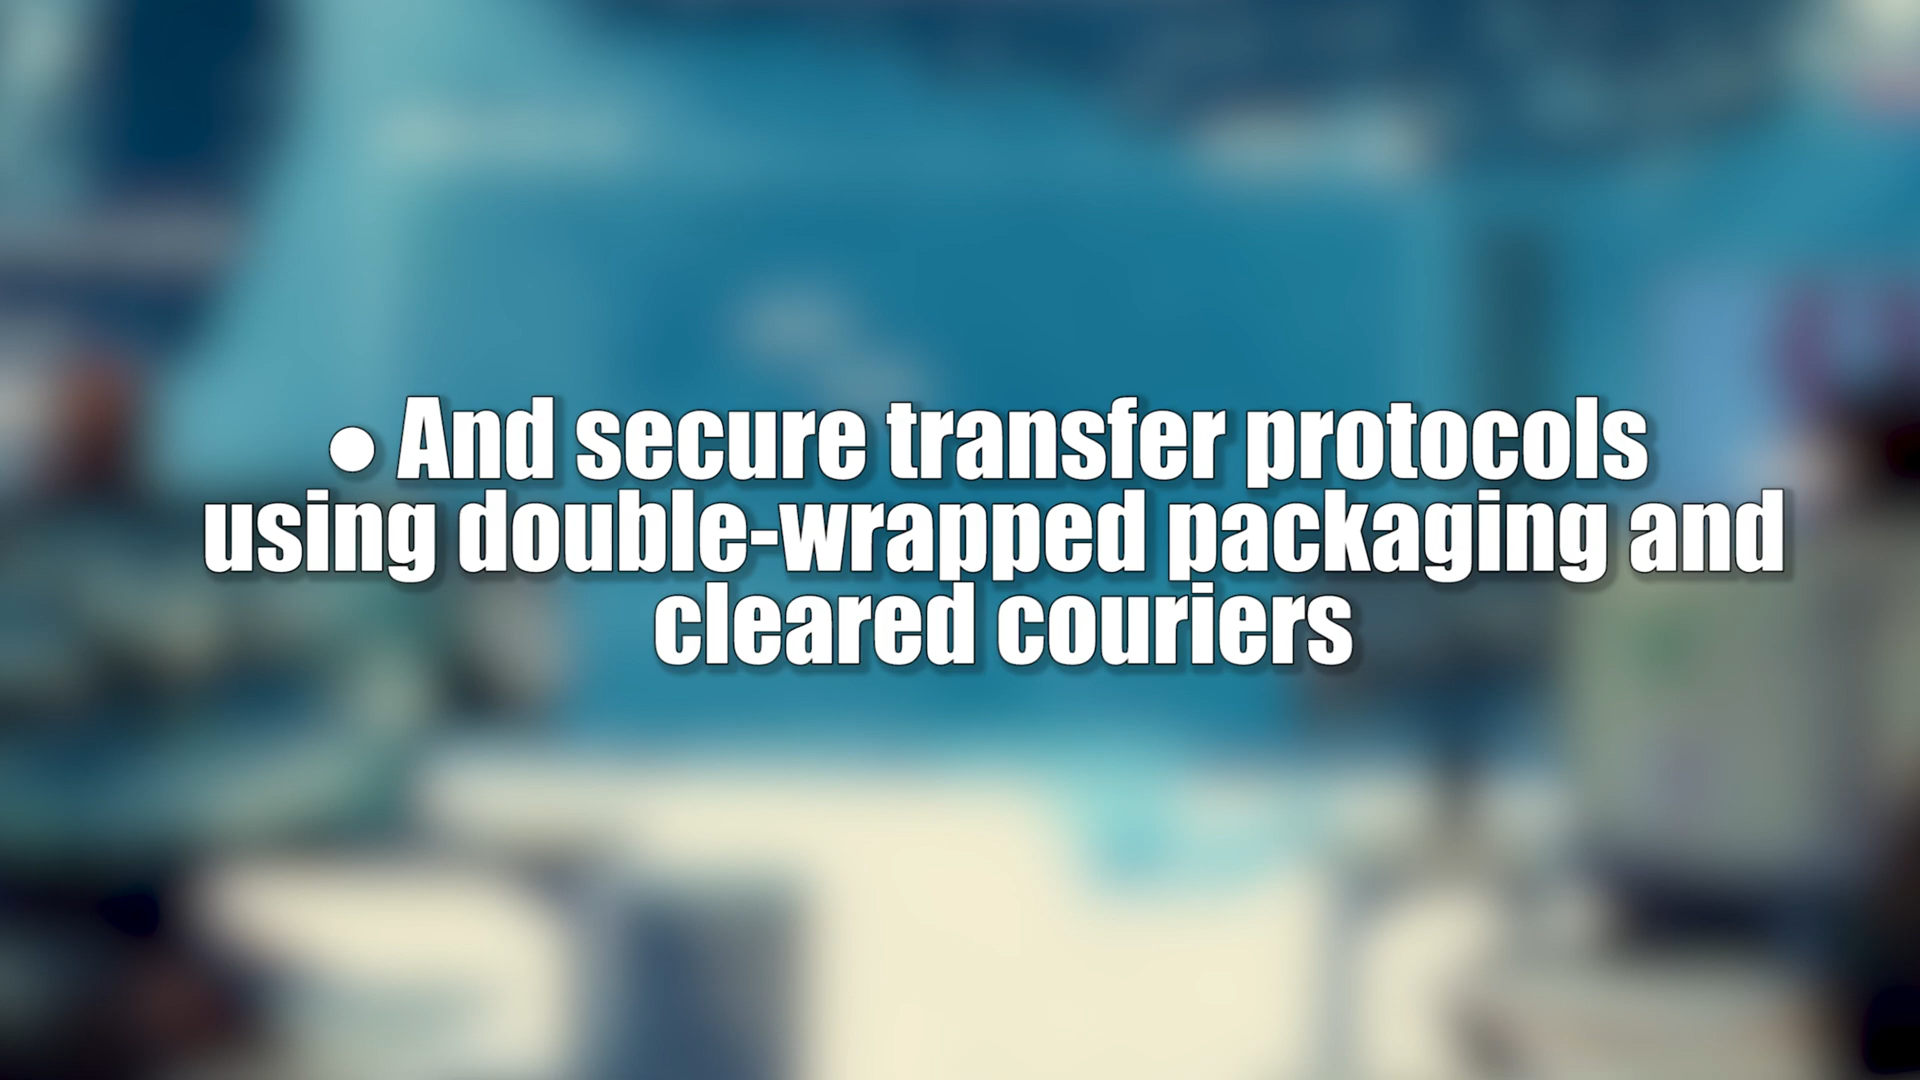 ● And secure transfer protocols
using double-wrapped packaging and
cleared couriers